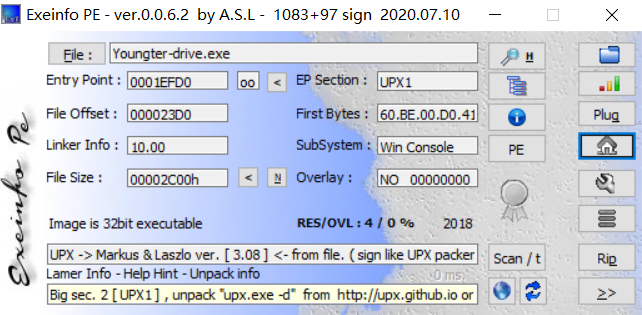 Exeinfo PE - ver.0.0.6.2 by A.S.L - 1083+97 sign 2020.07.10
File : Youngter-drive.exe H
Entry Point : 0001EFD0 oo < EP Section : UPX1
File Offset : 000023D0 First Bytes : 60.BE.00.D0.41 Plug
Linker Info : 10.00 SubSystem : Win Console PE
File Size : 00002C00h < N Overlay : NO 00000000
Image is 32bit executable RES/OVL : 4 / 0 % 2018
UPX -> Markus & Laszlo ver. [ 3.08 ] <- from file. ( sign like UPX packer Scan / t Rip
Lamer Info - Help Hint - Unpack info 0 ms.
Big sec. 2 [ UPX1 ] , unpack "upx.exe -d" from http://upx.github.io or >>
Exeinfo Pe